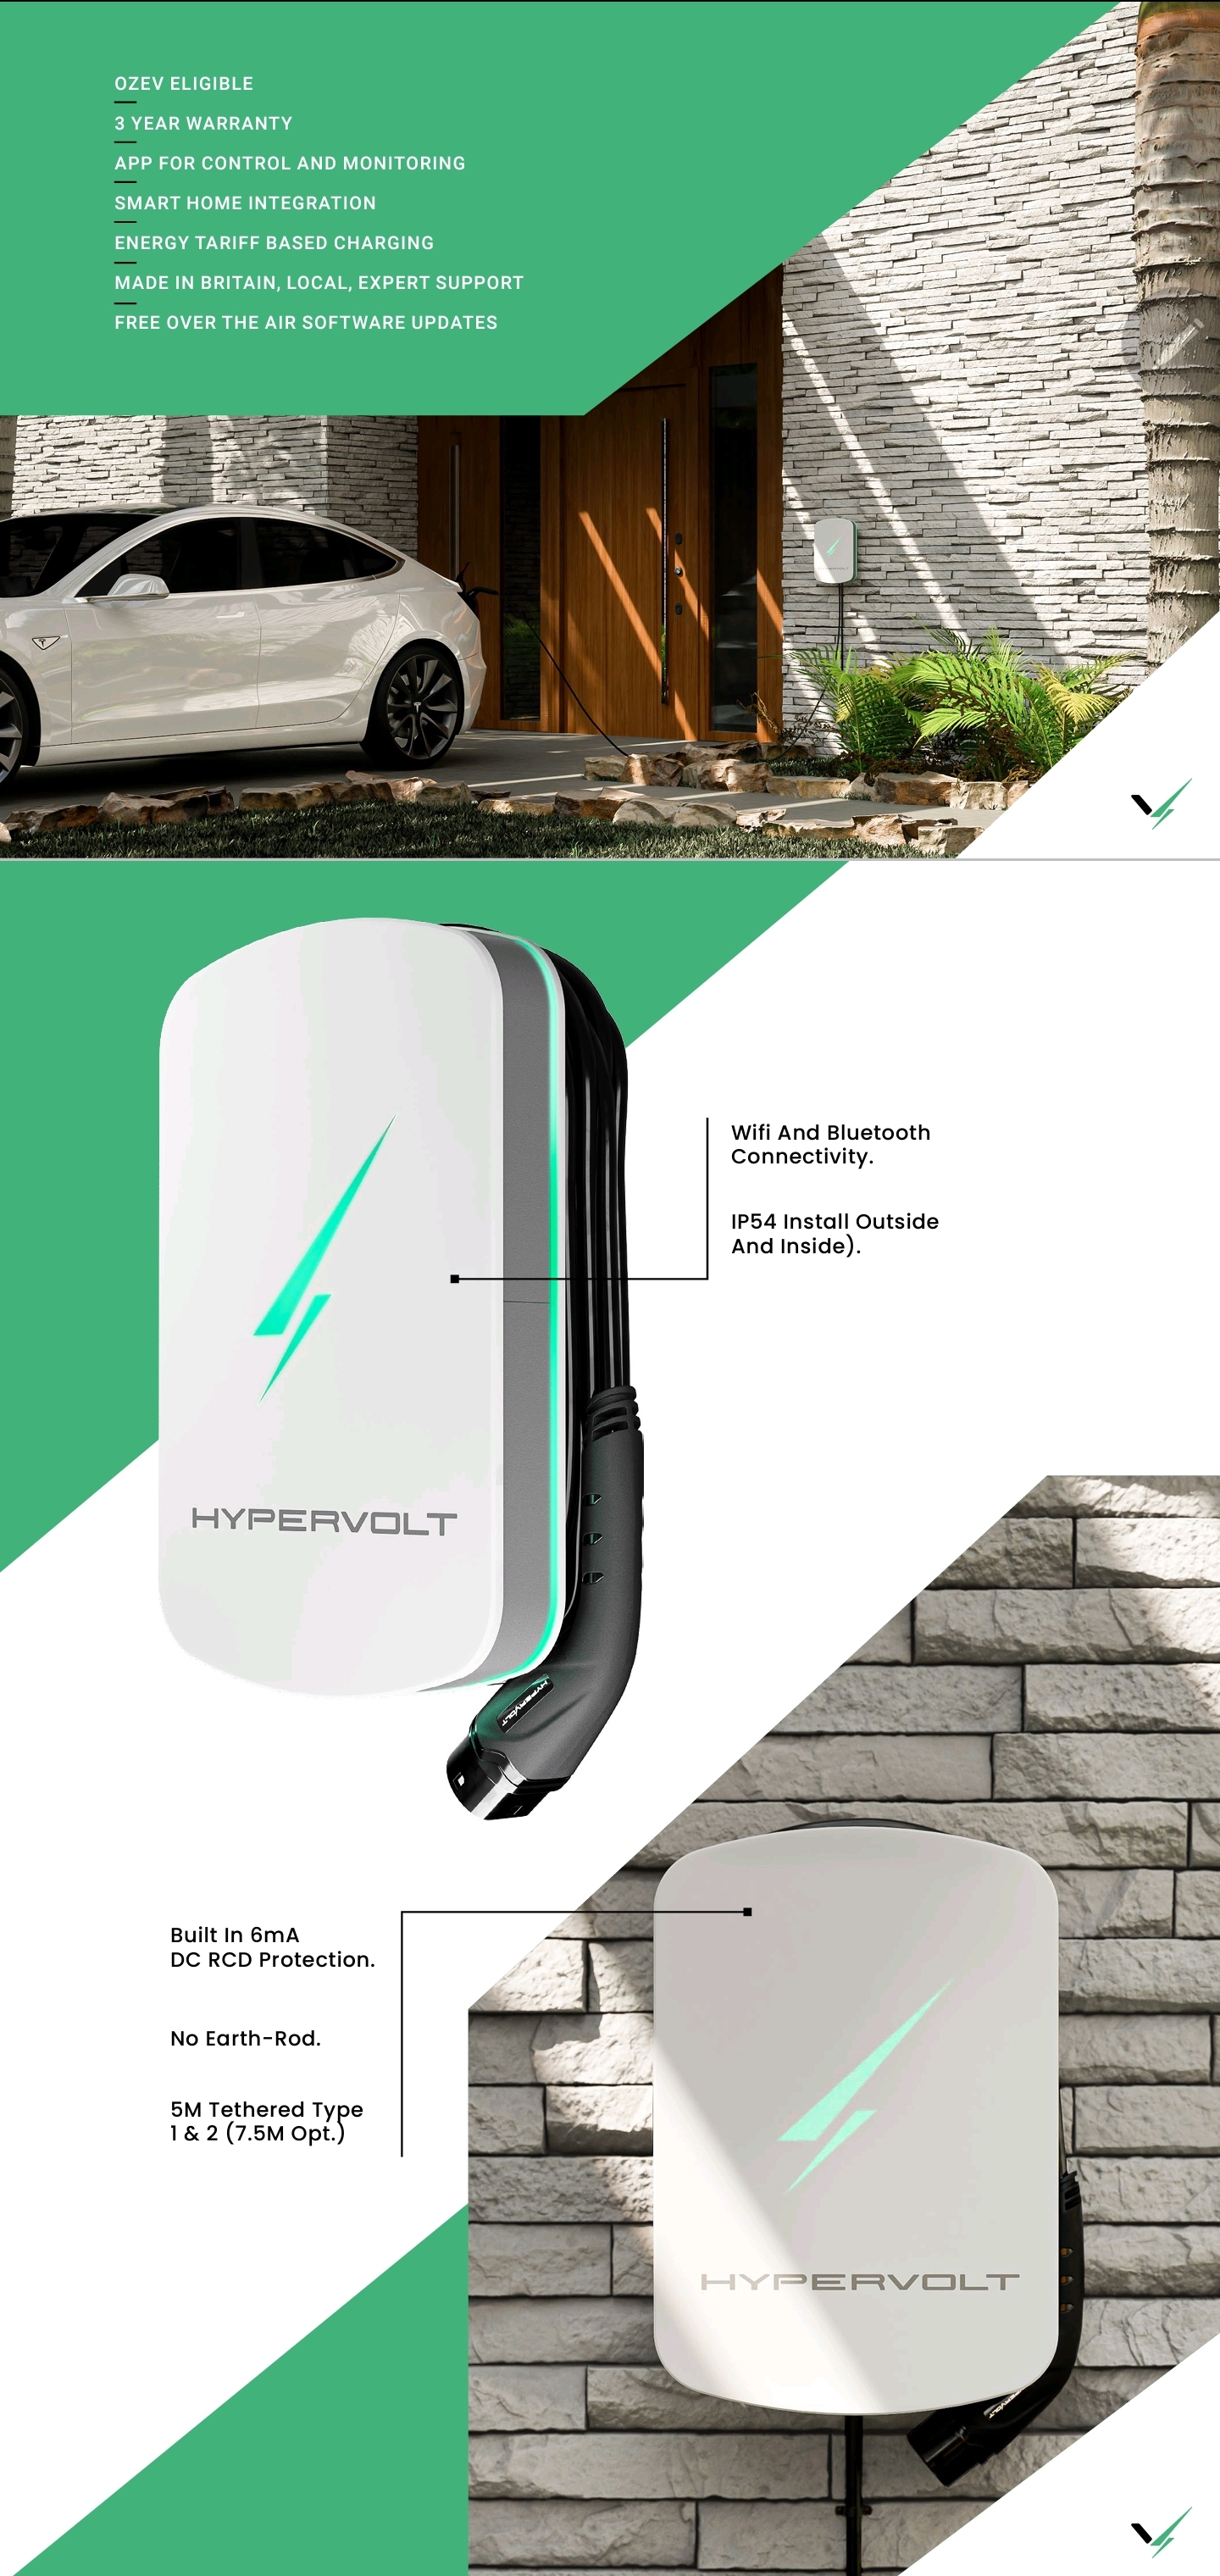 OZEV ELIGIBLE
3 YEAR WARRANTY
APP FOR CONTROL AND MONITORING
SMART HOME INTEGRATION
ENERGY TARIFF BASED CHARGING
MADE IN BRITAIN, LOCAL, EXPERT SUPPORT
FREE OVER THE AIR SOFTWARE UPDATES
Wifi And Bluetooth
Connectivity.
IP54 Install Outside
And Inside).
HYPERVOLT
HYPERVOLT
Built In 6mA
DC RCD Protection.
No Earth-Rod.
5M Tethered Type
1 & 2 (7.5M Opt.)
HYPERVOLT
HYPERVOLT